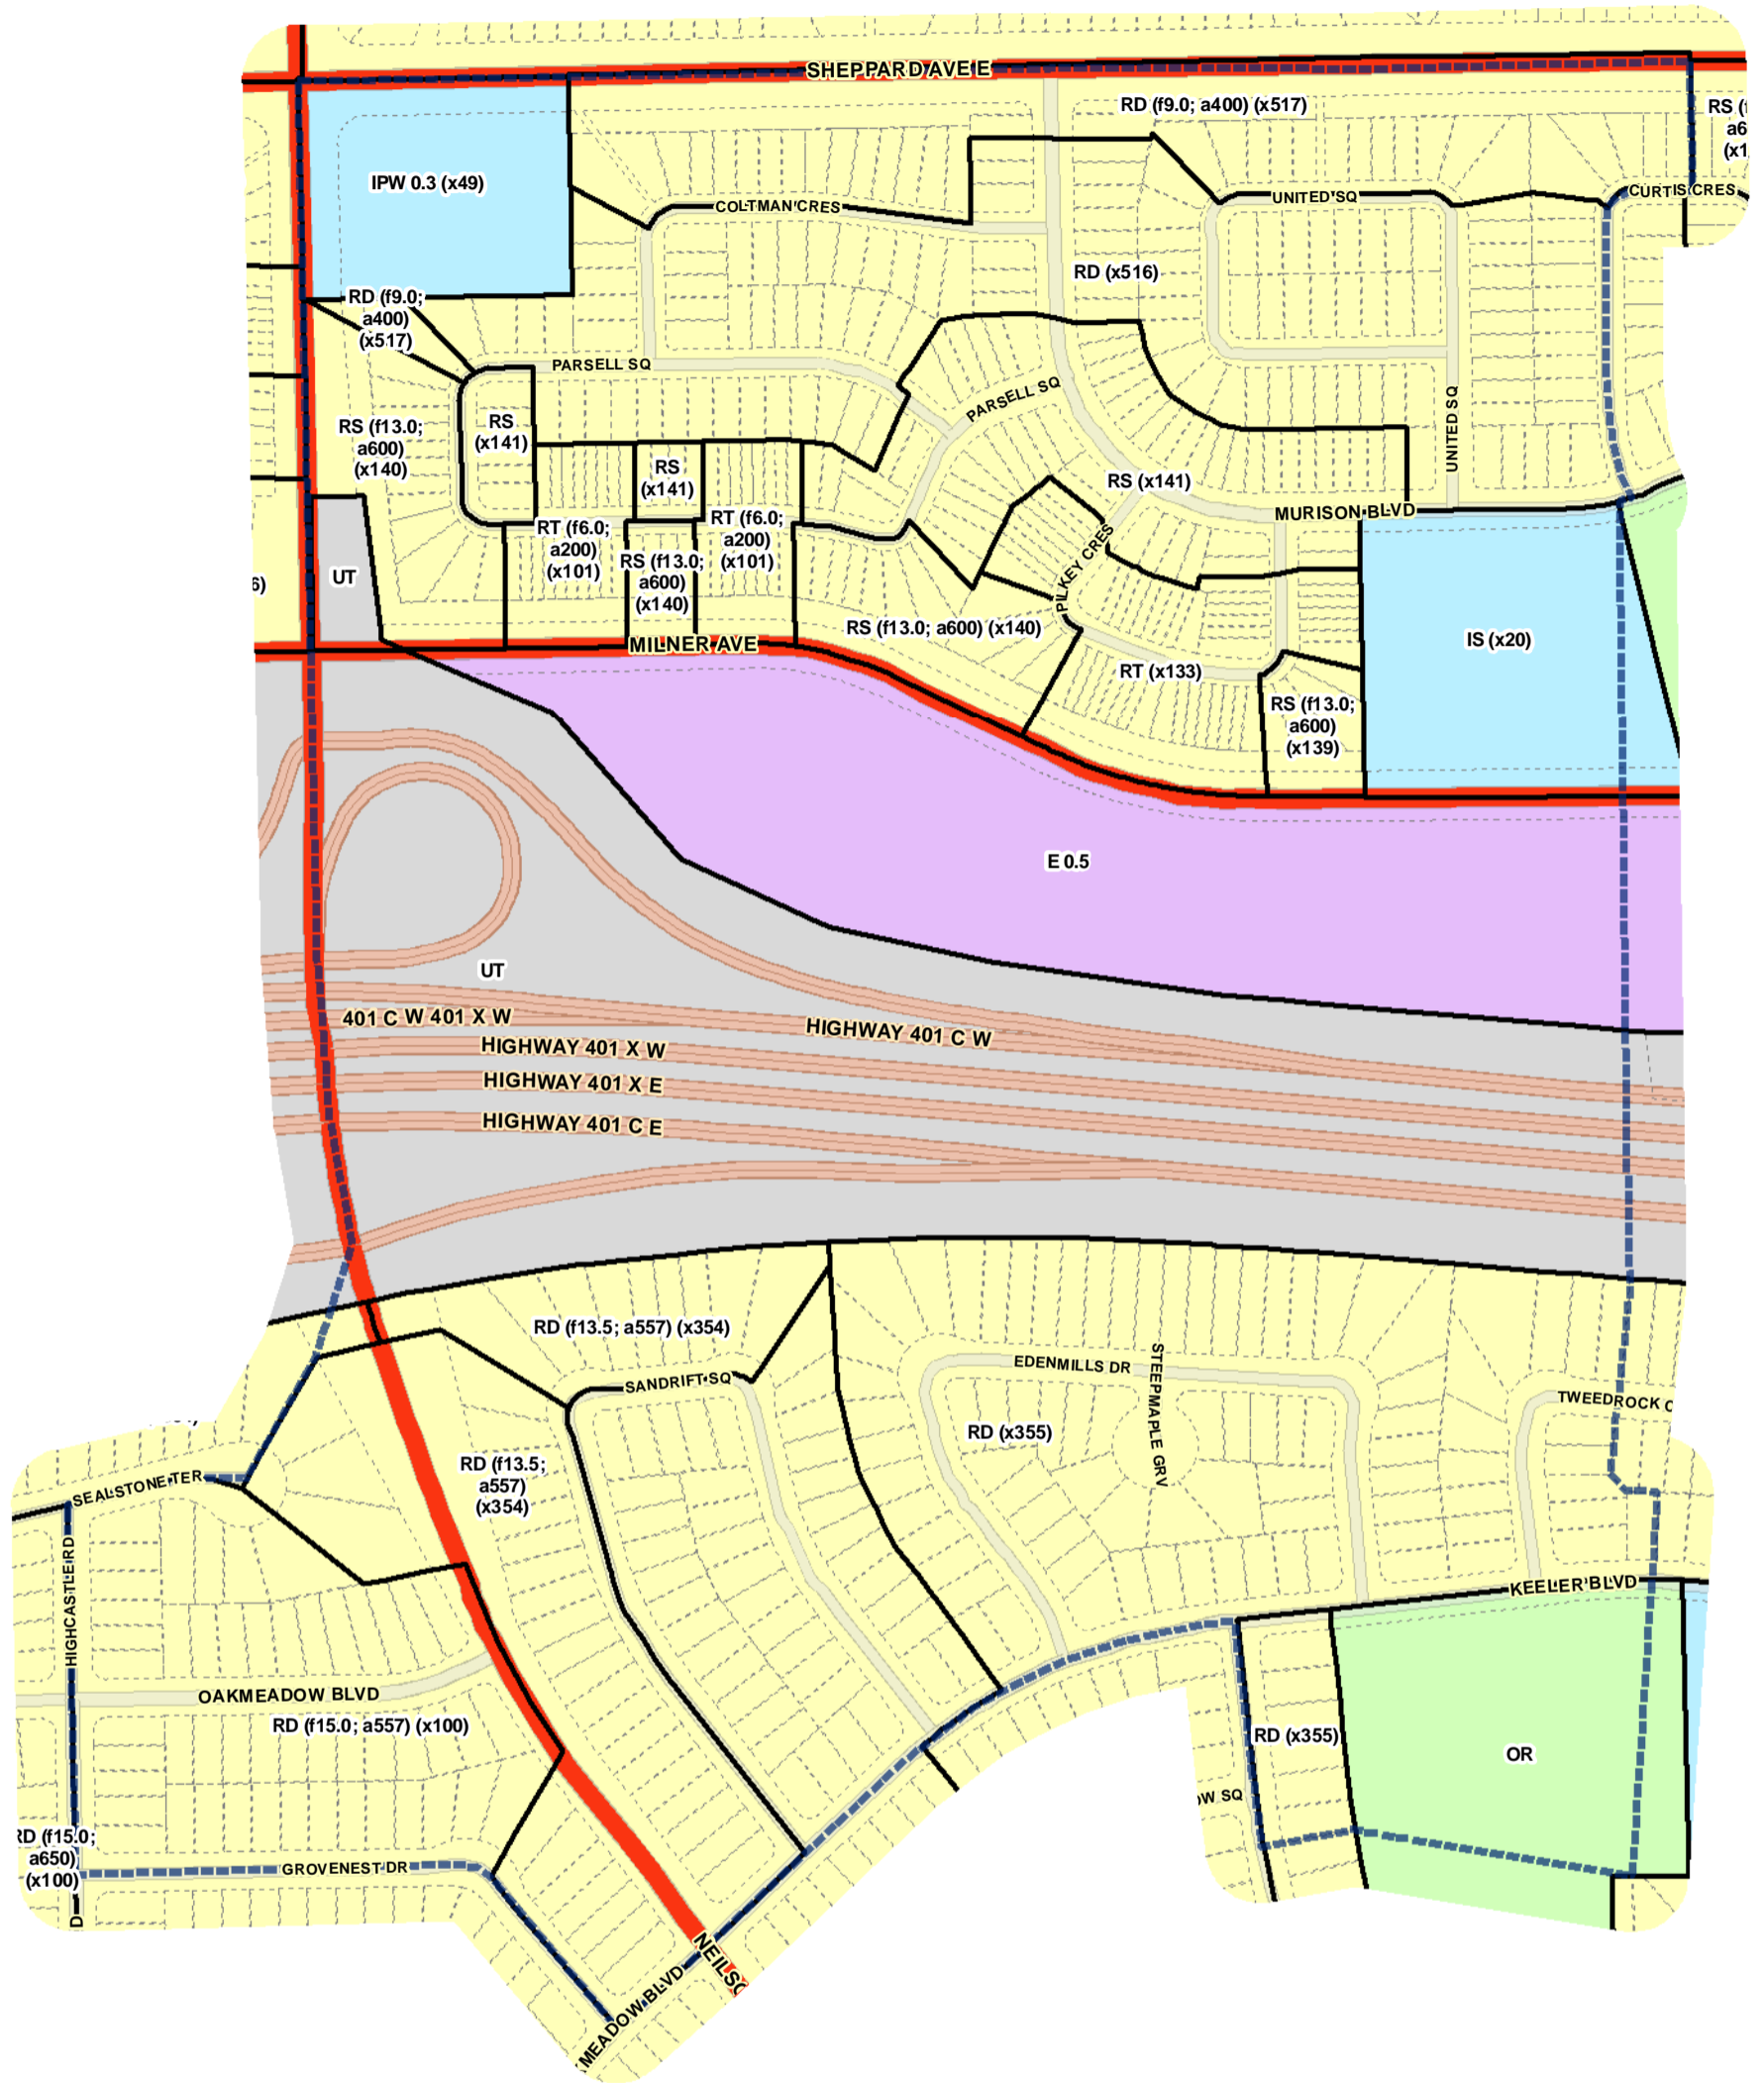 SHEPPARD AVE E
RD (f9.0; a400) (x517)
RS (f
a6
(x1
IPW 0.3 (x49)
COLTMAN CRES
UNITED SQ
CURTIS CRES
RD (x516)
RD (f9.0;
a400)
(x517)
PARSELL SQ
PARSELL SQ
UNITED SQ
RS
(x141)
RS (f13.0;
a600)
(x140)
RS
(x141)
RS (x141)
MURISON BLVD
RT (f6.0;
a200)
(x101)
RT (f6.0;
a200)
(x101)
RS (f13.0;
a600)
(x140)
PILKEY CRES
UT
6)
RS (f13.0; a600) (x140)
MILNER AVE
IS (x20)
RT (x133)
RS (f13.0;
a600)
(x139)
E 0.5
UT
401 C W 401 X W
HIGHWAY 401 C W
HIGHWAY 401 X W
HIGHWAY 401 X E
HIGHWAY 401 C E
RD (f13.5; a557) (x354)
SANDRIFT SQ
EDENMILLS DR
STEEPMAPLE GRV
TWEEDROCK C
RD (x355)
RD (f13.5;
a557)
(x354)
SEALSTONE TER
HIGHCASTLE RD
KEELER BLVD
OAKMEADOW BLVD
RD (f15.0; a557) (x100)
RD (x355)
OR
OW SQ
RD (f15.0;
a650)
(x100)
GROVENEST DR
D
NEILSO
MEADOW BLVD